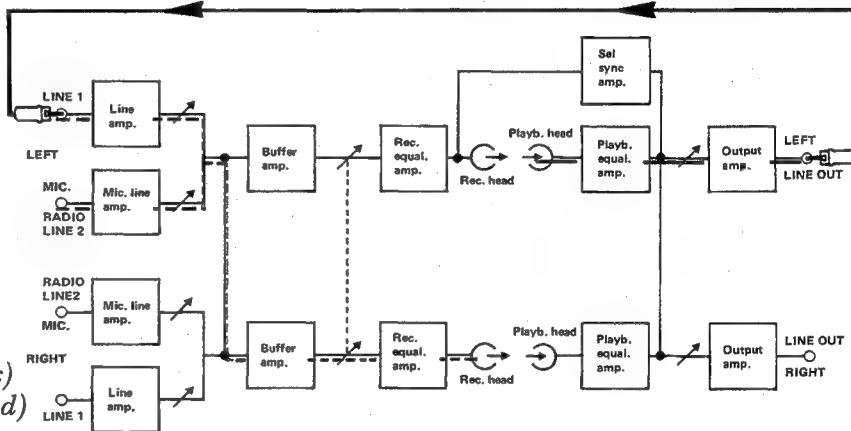 LINE 1
Line
amp.
LEFT
MIC.
RADIO
LINE 2
Mic. line
amp.
Buffer
amp.
Rec.
equal.
amp.
Rec. head
Playb. head
Sel
sync
amp.
Playb.
equal.
amp.
Output
amp.
LEFT
LINE OUT
RADIO
LINE2
MIC.
Mic. line
amp.
RIGHT
LINE 1
Line
amp.
Buffer
amp.
Rec.
equal.
amp.
Rec. head
Playb. head
Playb.
equal.
amp.
Output
amp.
LINE OUT
RIGHT
d)